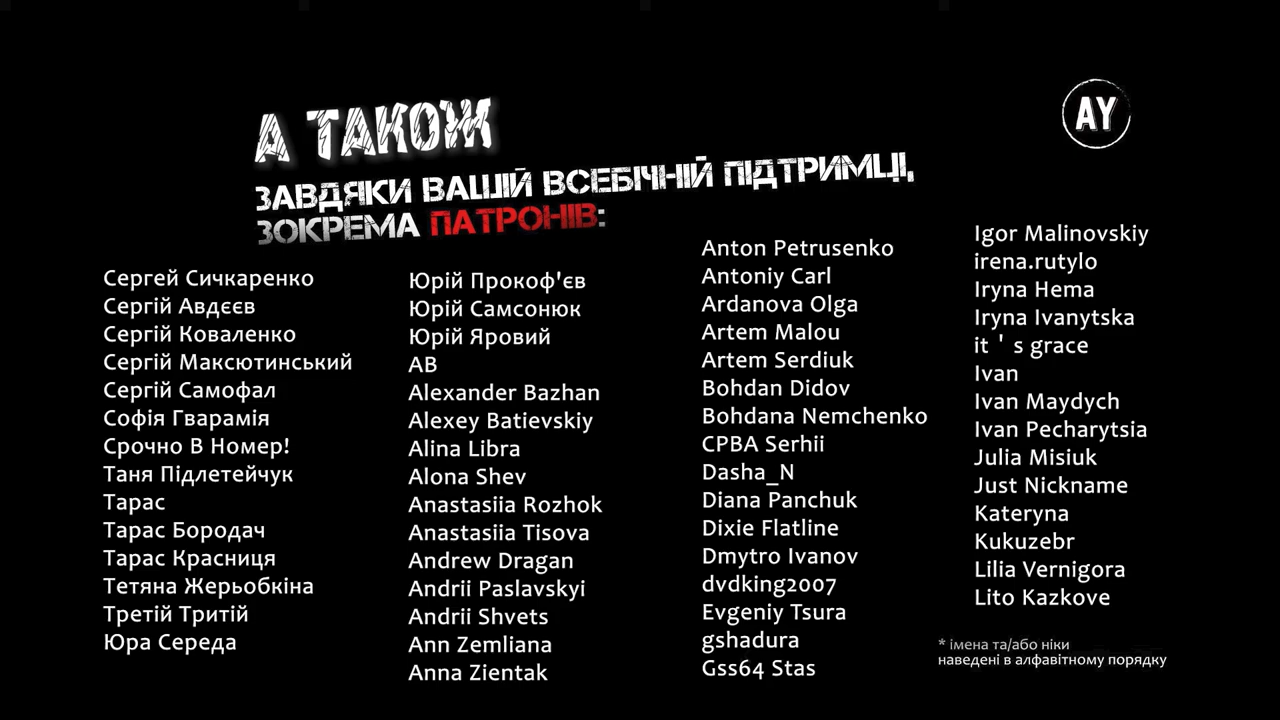 А ТАКОЖ
ЗАВДЯКИ ВАШІЙ ВСЕБІЧНІЙ ПІДТРИМЦІ,
ЗОКРЕМА ПАТРОНІВ:
АУ
Сергей Сичкаренко
Сергій Авдєєв
Сергій Коваленко
Сергій Максютинський
Сергій Самофал
Софія Гварамія
Срочно В Номер!
Таня Підлетейчук
Тарас
Тарас Бородач
Тарас Красниця
Тетяна Жерьобкіна
Третій Тритій
Юра Середа
Юрій Прокоф'єв
Юрій Самсонюк
Юрій Яровий
AB
Alexander Bazhan
Alexey Batievskiy
Alina Libra
Alona Shev
Anastasiia Rozhok
Anastasiia Tisova
Andrew Dragan
Andrii Paslavskyi
Andrii Shvets
Ann Zemliana
Anna Zientak
Anton Petrusenko
Antoniy Carl
Ardanova Olga
Artem Malou
Artem Serdiuk
Bohdan Didov
Bohdana Nemchenko
CPBA Serhii
Dasha_N
Diana Panchuk
Dixie Flatline
Dmytro Ivanov
dvdking2007
Evgeniy Tsura
gshadura
Gss64 Stas
Igor Malinovskiy
irena.rutylo
Iryna Hema
Iryna Ivanytska
it ' s grace
Ivan
Ivan Maydych
Ivan Pecharytsia
Julia Misiuk
Just Nickname
Kateryna
Kukuzebr
Lilia Vernigora
Lito Kazkove
* імена та/або ніки
наведені в алфавітному порядку